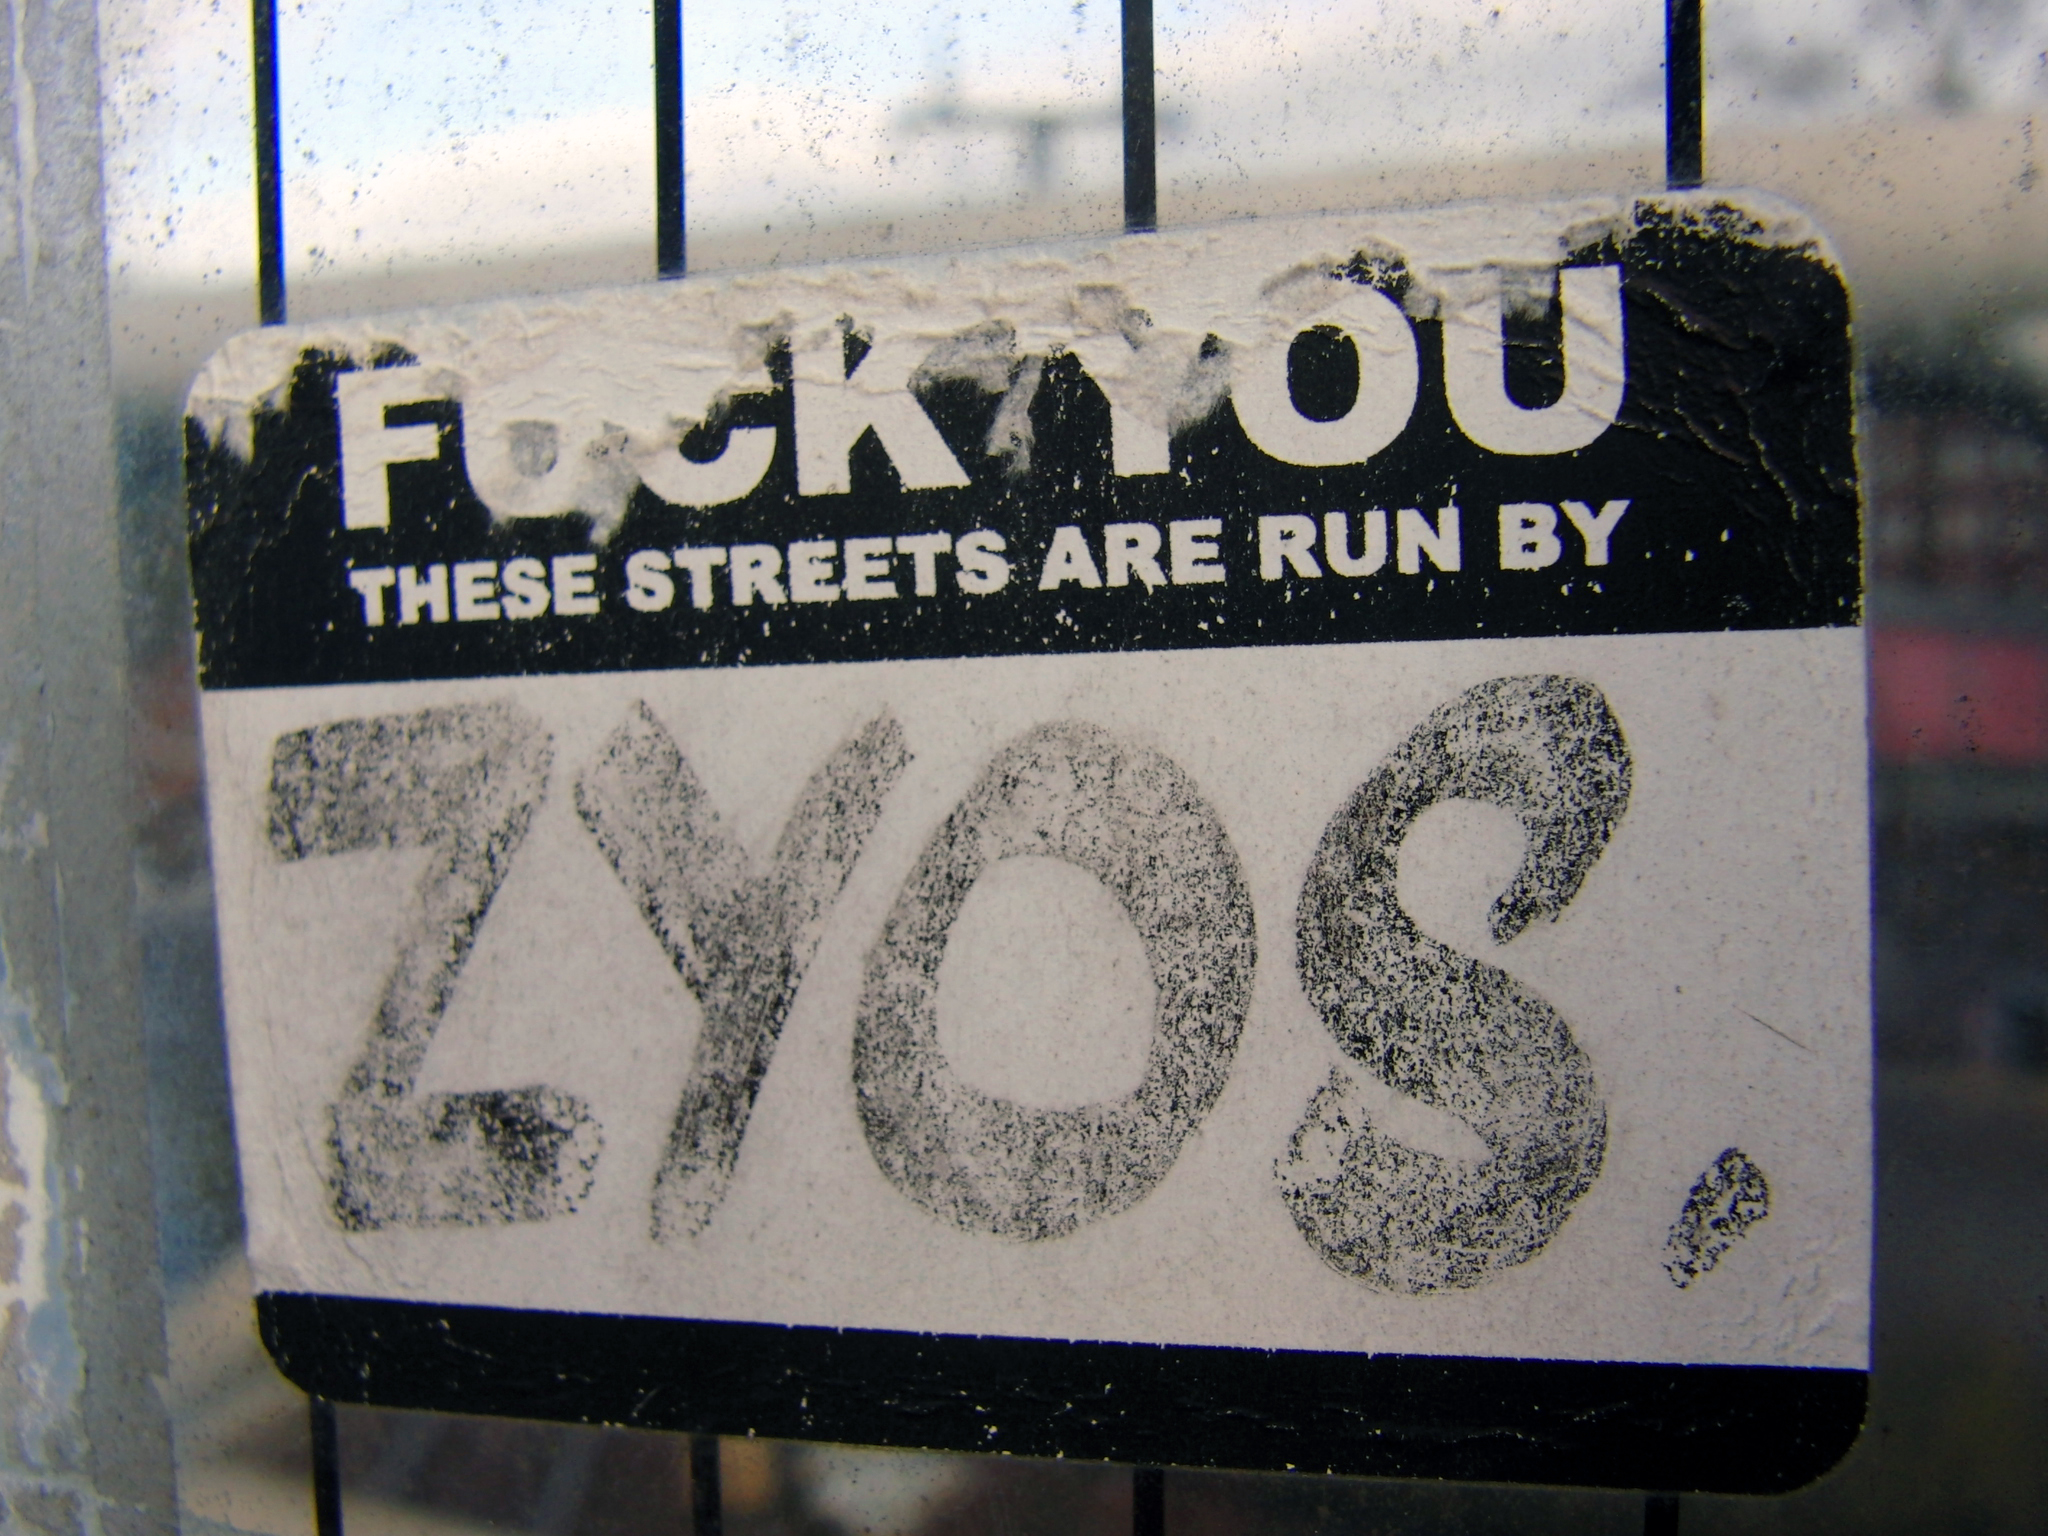 FUCK YOU
THESE STREETS ARE RUN BY
ZYOS.